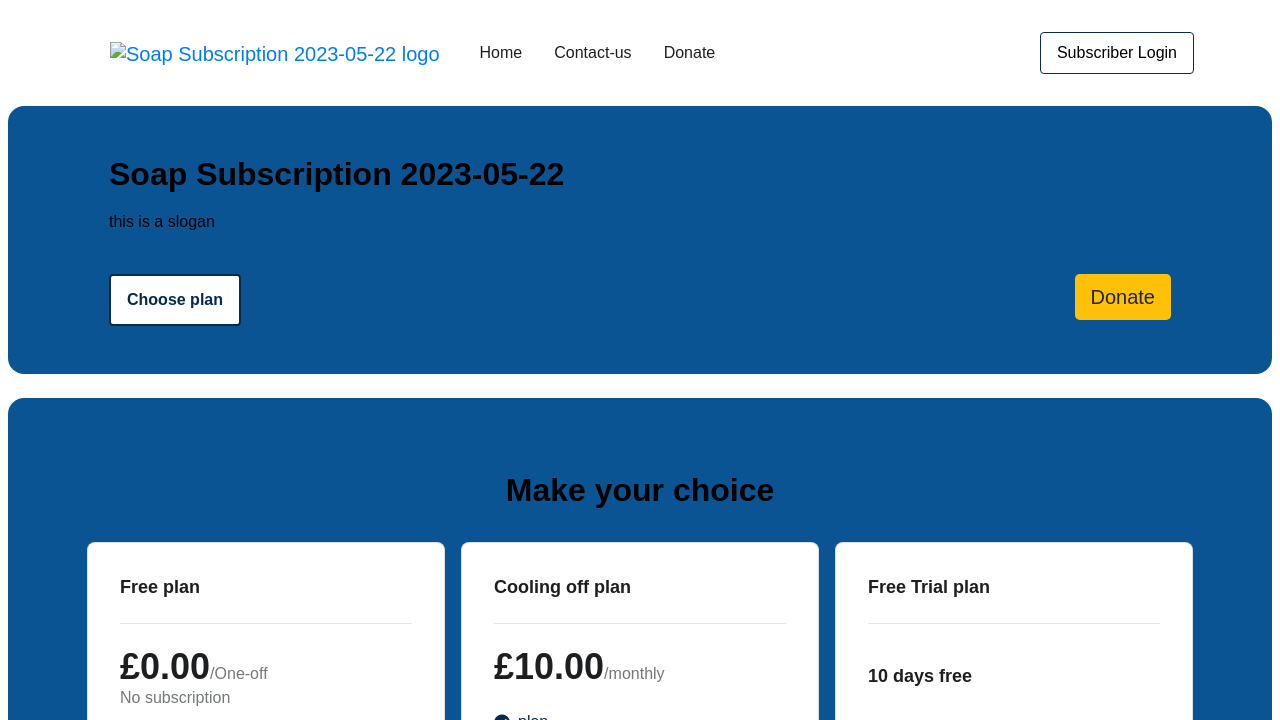 Soap Subscription 2023-05-22 logo
Home
Contact-us
Donate
Subscriber Login
Soap Subscription 2023-05-22
this is a slogan
Choose plan
Donate
Make your choice
Free plan
£0.00/One-off
No subscription
Cooling off plan
£10.00/monthly
plan
Free Trial plan
10 days free